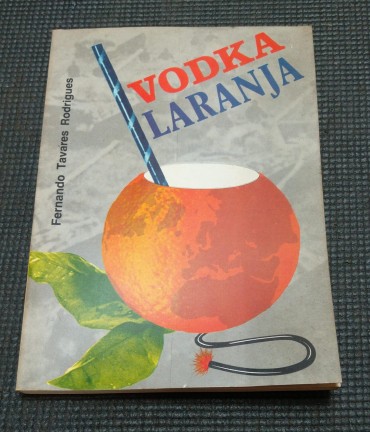 VODKA
LARANJA
Fernando Tavares Rodrigues